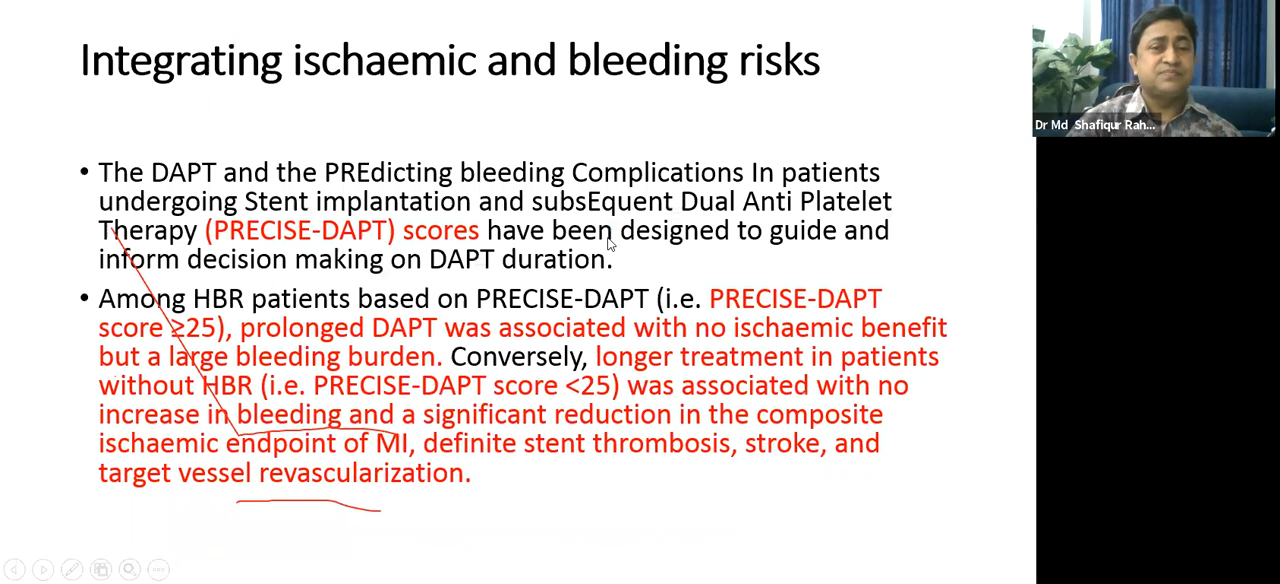 Integrating ischaemic and bleeding risks
Dr Md Shafiqur Rah...
• The DAPT and the PREdicting bleeding Complications In patients
undergoing Stent implantation and subsEquent Dual Anti Platelet
Therapy (PRECISE-DAPT) scores have been designed to guide and
inform decision making on DAPT duration.
• Among HBR patients based on PRECISE-DAPT (i.e. PRECISE-DAPT
score ≥25), prolonged DAPT was associated with no ischaemic benefit
but a large bleeding burden. Conversely, longer treatment in patients
without HBR (i.e. PRECISE-DAPT score <25) was associated with no
increase in bleeding and a significant reduction in the composite
ischaemic endpoint of MI, definite stent thrombosis, stroke, and
target vessel revascularization.